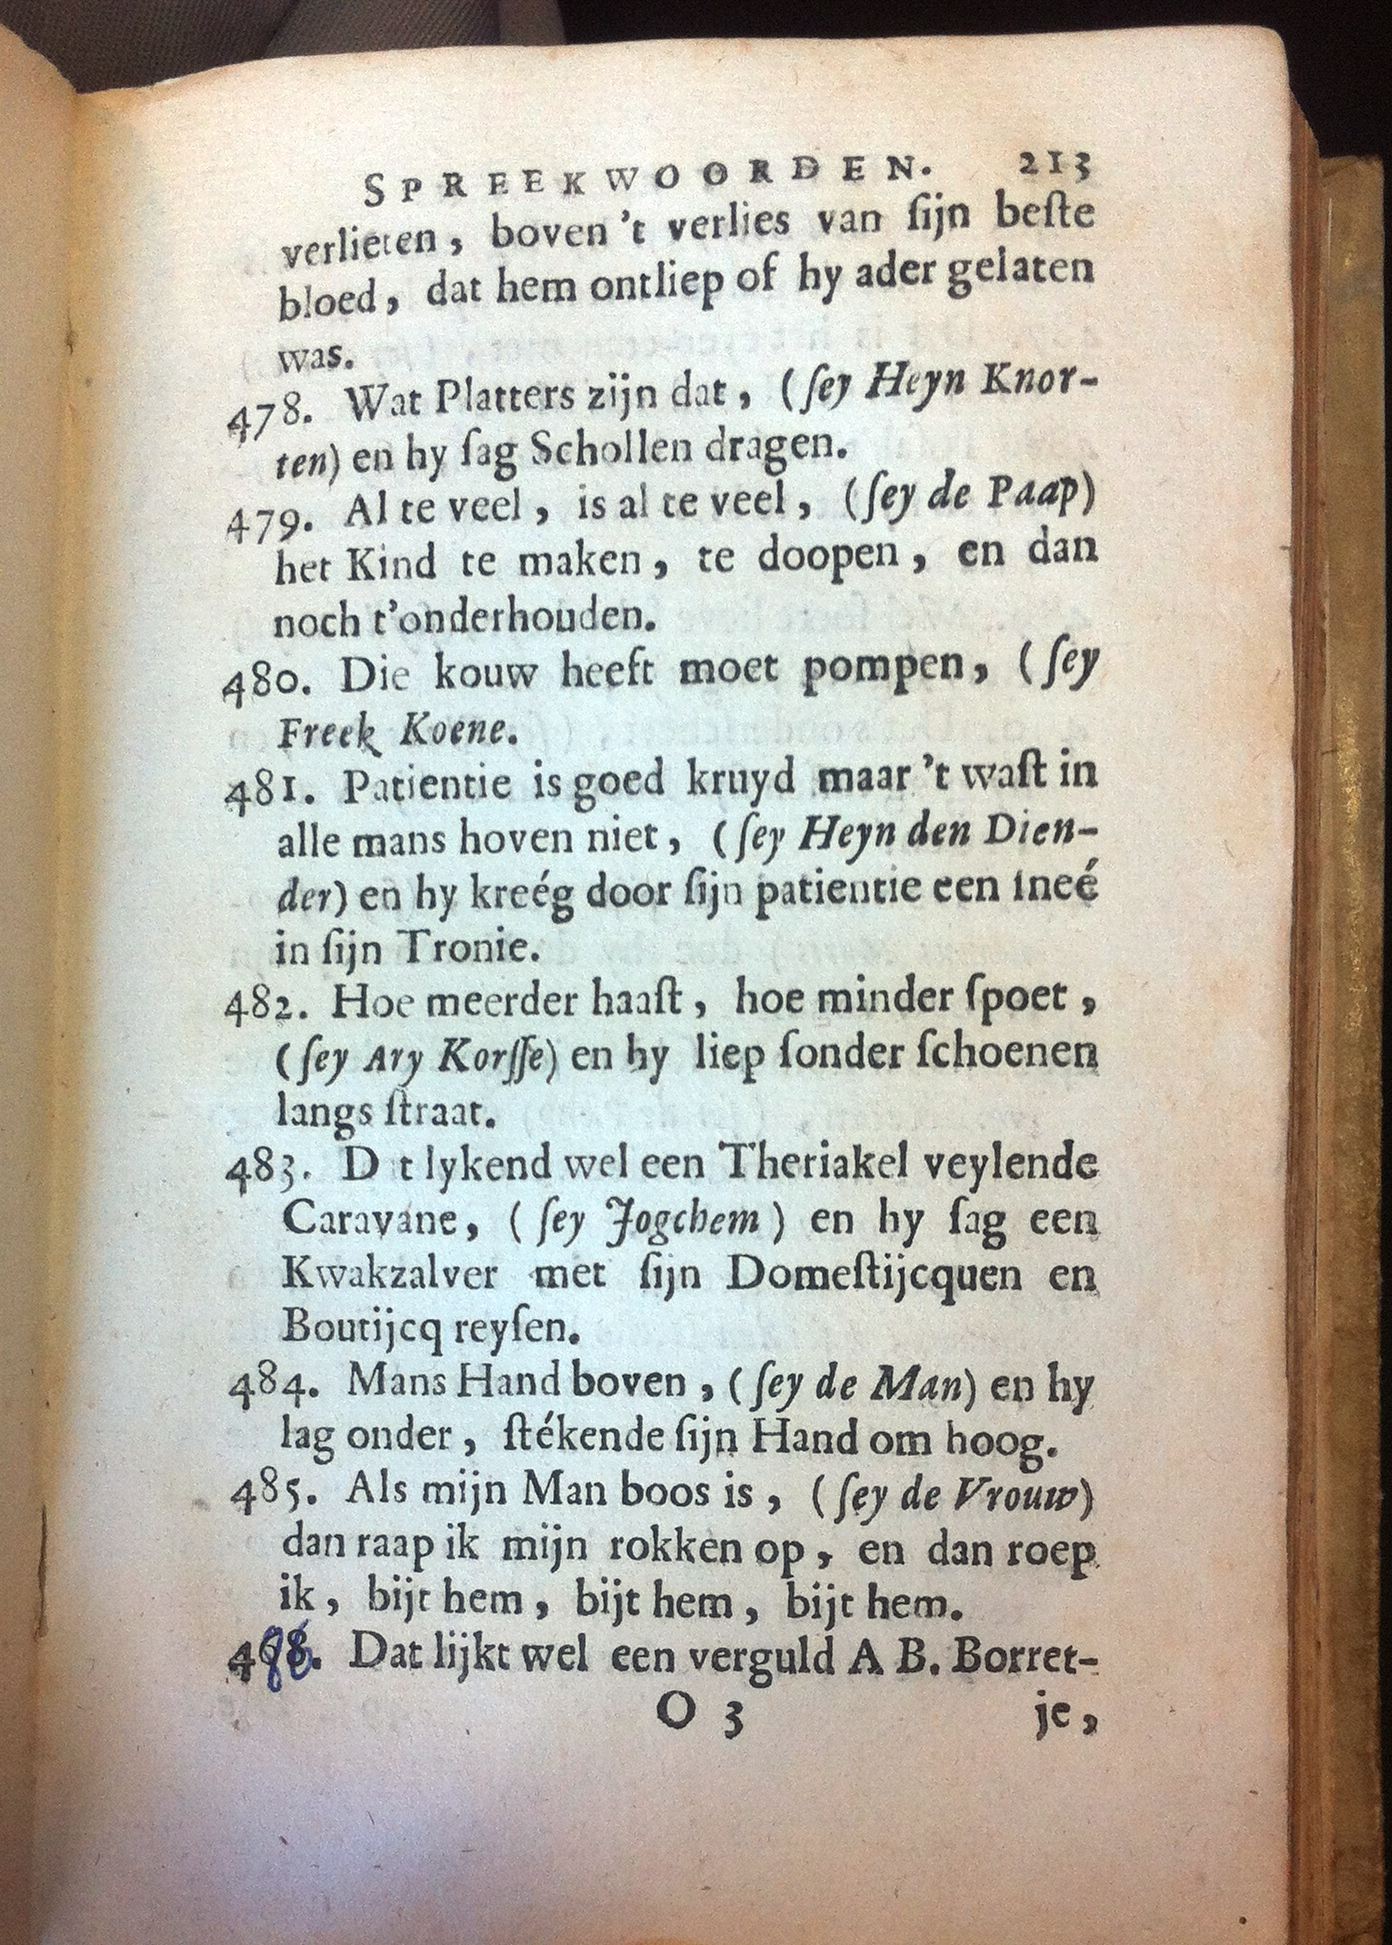 SPREEKWOORDEN. 213
verlieten, boven 't verlies van ſijn beſte
bloed, dat hem ontliep of hy ader gelaten
was.
478. Wat Platters zijn dat, (ſey Heyn Knor-
ten) en hy ſag Schollen dragen.
479. Al te veel, is al te veel, (ſey de Paap)
het Kind te maken, te doopen, en dan
noch t'onderhouden.
480. Die kouw heeft moet pompen, (ſey
Freek Koene.
481. Patientie is goed kruyd maar 't waſt in
alle mans hoven niet, (ſey Heyn den Dien-
der) en hy kreég door ſijn patientie een ſneé
in ſijn Tronie.
482. Hoe meerder haaſt, hoe minder ſpoet,
(ſey Ary Korſſe) en hy liep ſonder ſchoenen
langs ſtraat.
483. D t lykend wel een Theriakel veylende
Caravane, (ſey Jogchem) en hy ſag een
Kwakzalver met ſijn Domeſtijcquen en
Boutijcq reyſen.
484. Mans Hand boven, (ſey de Man) en hy
lag onder, ſtékende ſijn Hand om hoog.
485. Als mijn Man boos is, (ſey de Vrouw)
dan raap ik mijn rokken op, en dan roep
ik, bijt hem, bijt hem, bijt hem.
468. Dat lijkt wel een verguld A B. Borret-
O 3 je,